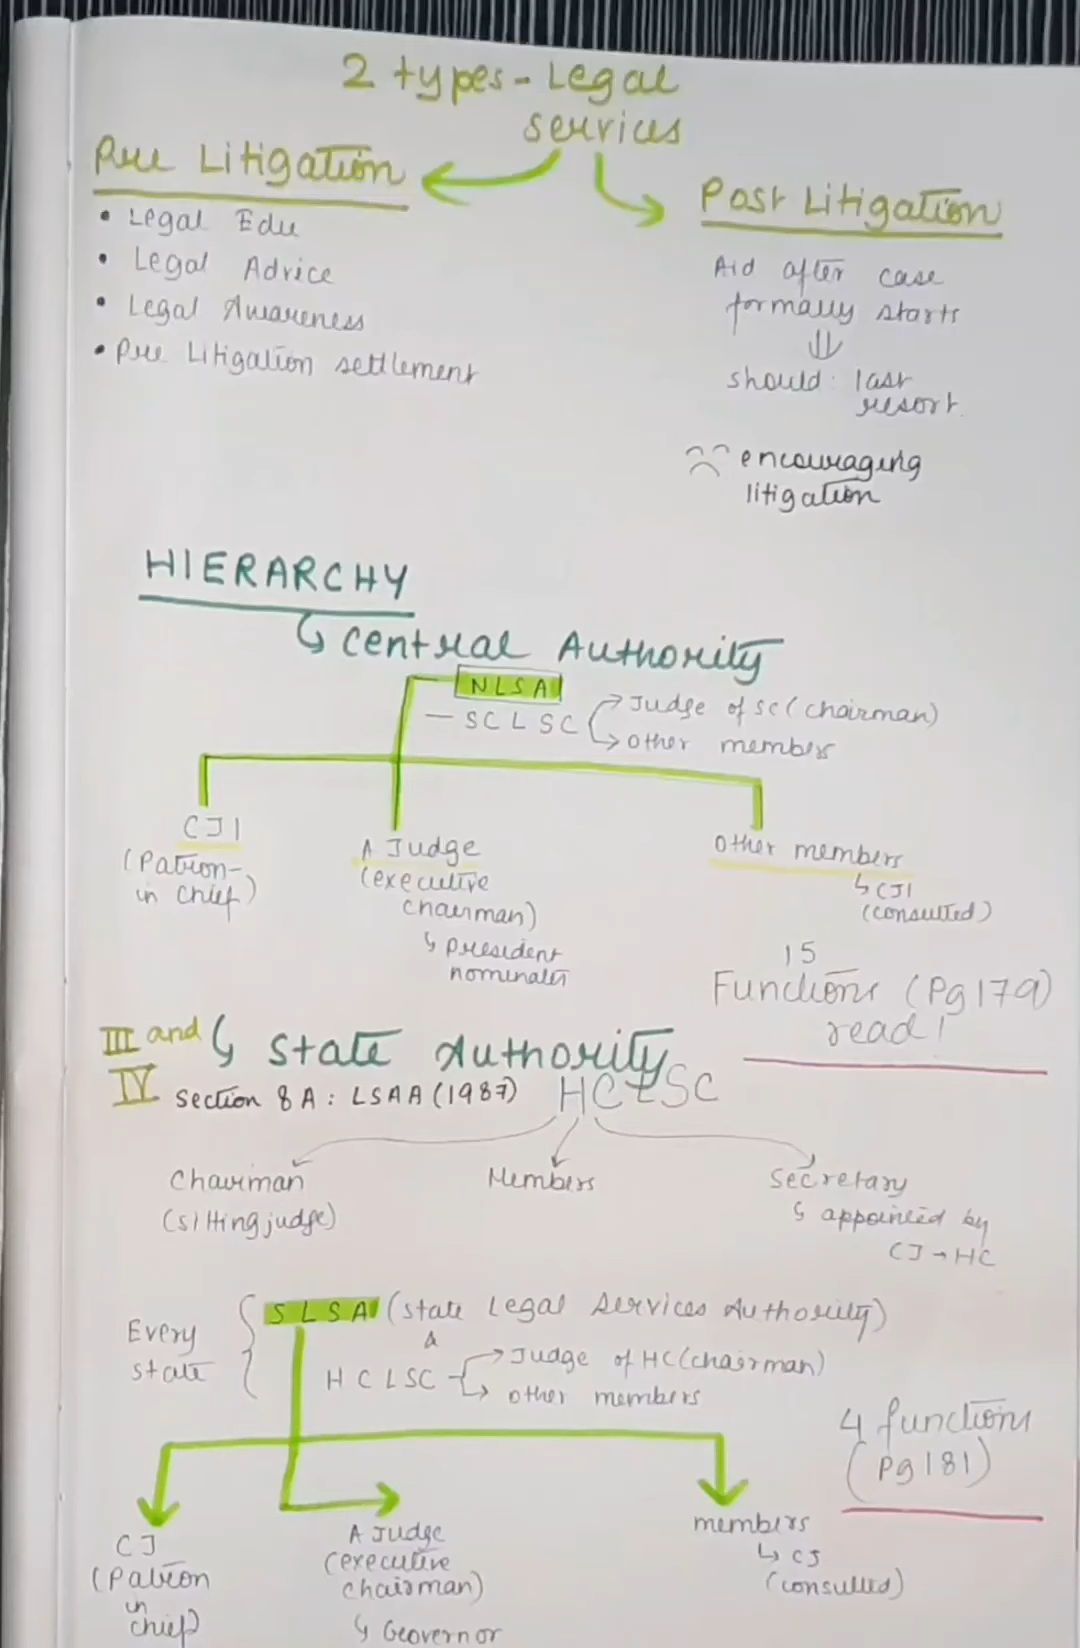 2 types - Legal
services
Pre Litigation
• Legal Edu
• Legal Advice
• Legal Awareness
• Pre Litigation settlement
Post Litigation
Aid after case
formally starts
⇓
should last
resort.
encouraging
litigation
HIERARCHY
↳ Central Authority
NLSA
— SCLSC → Judge of SC (chairman)
→ other members
CJI
(Patron-
in chief)
A Judge
(executive
chairman)
↳ president
nominates
Other members
↳ CJI
(consulted)
15
Functions (Pg 179)
read!
III and
IV
↳ State Authority
Section 8A: LSAA (1987) HCLSC
Chairman
(sitting judge)
Members
Secretary
↳ appointed by
CJ → HC
Every
state
SLSA (State Legal Services Authority)
&
HCLSC → Judge of HC (chairman)
→ other members
4 functions
(Pg 181)
CJ
(Patron
in
chief)
A Judge
(executive
chairman)
↳ Geovernor
members
↳ CJ
(consulted)